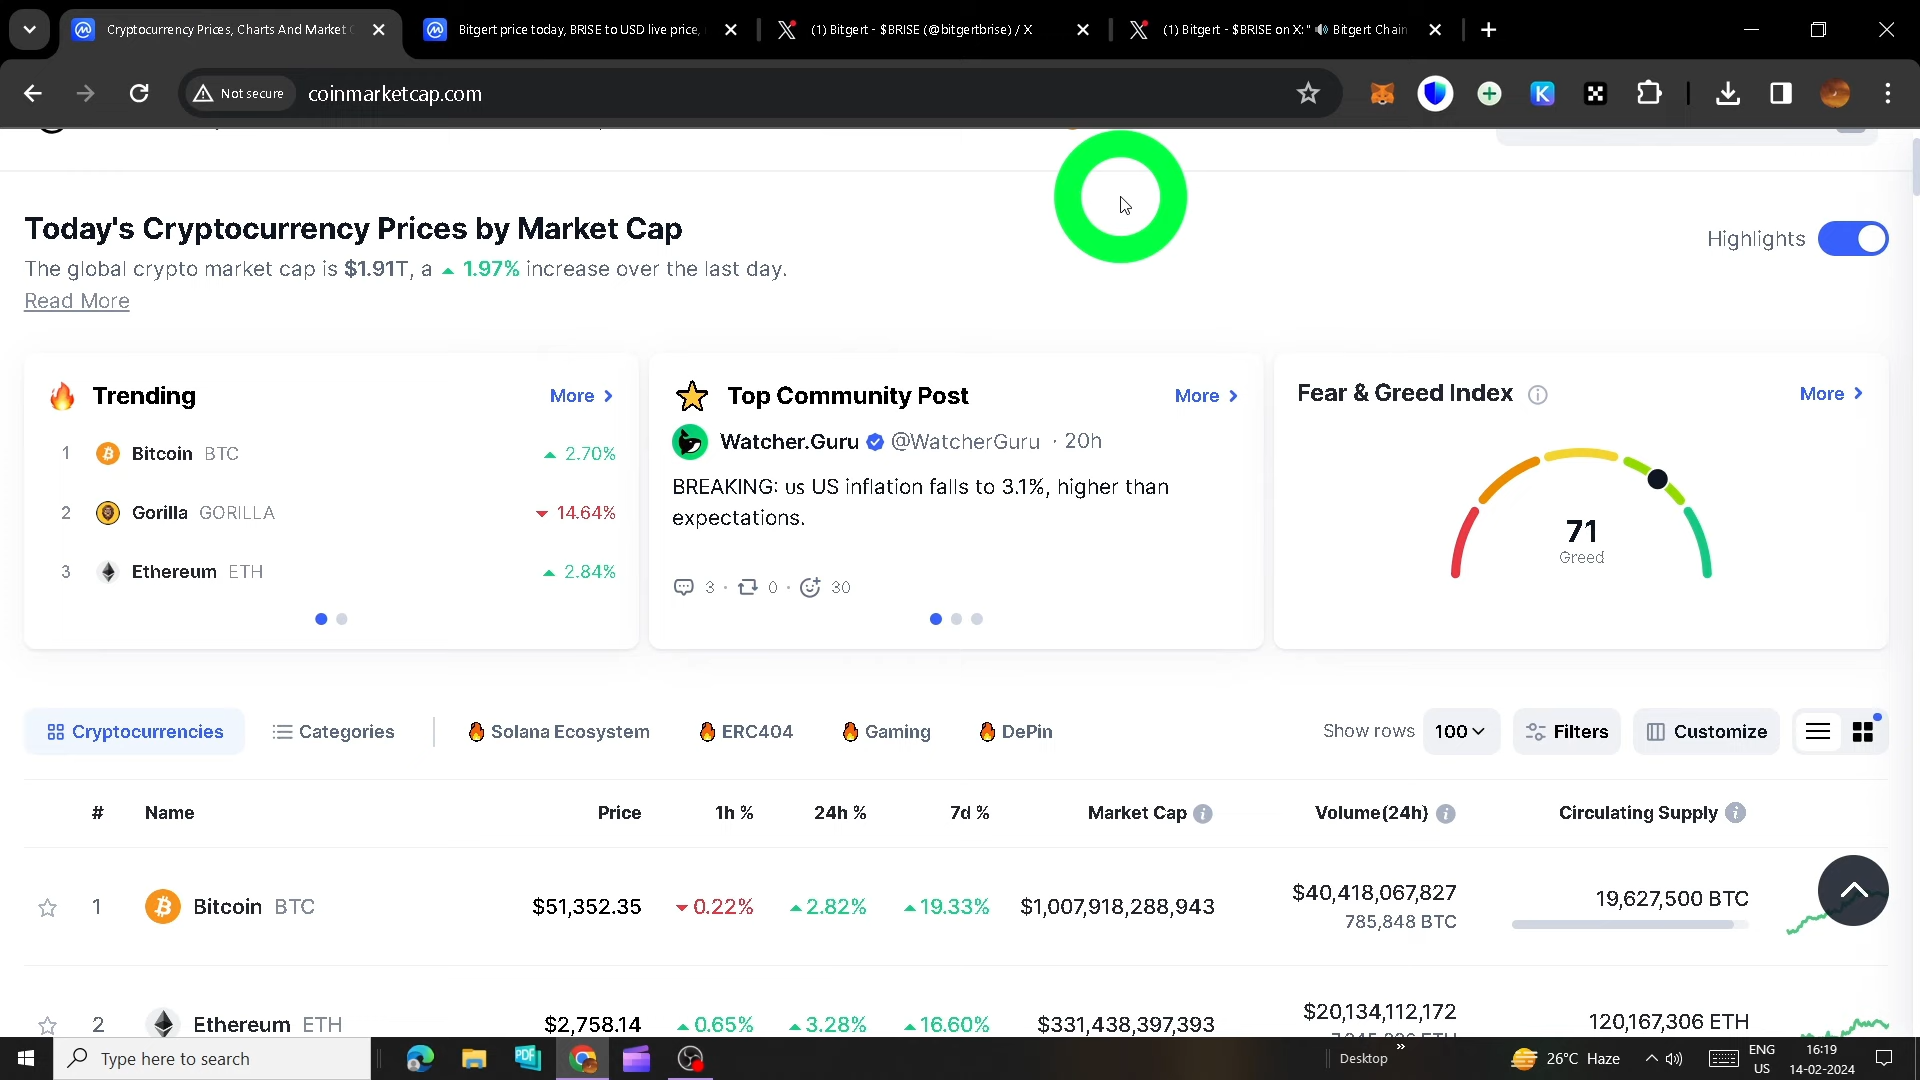 Cryptocurrency Prices, Charts And Market C
Bitgert price today, BRISE to USD live price,
(1) Bitgert - $BRISE (@bitgertbrise) / X
(1) Bitgert - $BRISE on X: " 🔊 Bitgert Chain
Not secure
coinmarketcap.com
Today's Cryptocurrency Prices by Market Cap
The global crypto market cap is $1.91T, a ▲ 1.97% increase over the last day.
Read More
Highlights
Trending
More >
1 Bitcoin BTC ▲ 2.70%
2 Gorilla GORILLA ▼ 14.64%
3 Ethereum ETH ▲ 2.84%
Top Community Post
More >
Watcher.Guru @WatcherGuru · 20h
BREAKING: us US inflation falls to 3.1%, higher than
expectations.
3 · 0 · 30
Fear & Greed Index
More >
71
Greed
Cryptocurrencies
Categories
Solana Ecosystem
ERC404
Gaming
DePin
Show rows
100
Filters
Customize
# Name Price 1h % 24h % 7d % Market Cap Volume(24h) Circulating Supply
1 Bitcoin BTC $51,352.35 ▼ 0.22% ▲ 2.82% ▲ 19.33% $1,007,918,288,943 $40,418,067,827 19,627,500 BTC
785,848 BTC
2 Ethereum ETH $2,758.14 ▲ 0.65% ▲ 3.28% ▲ 16.60% $331,438,397,393 $20,134,112,172 120,167,306 ETH
Type here to search
PDF
Desktop
26°C Haze
ENG
US
16:19
14-02-2024